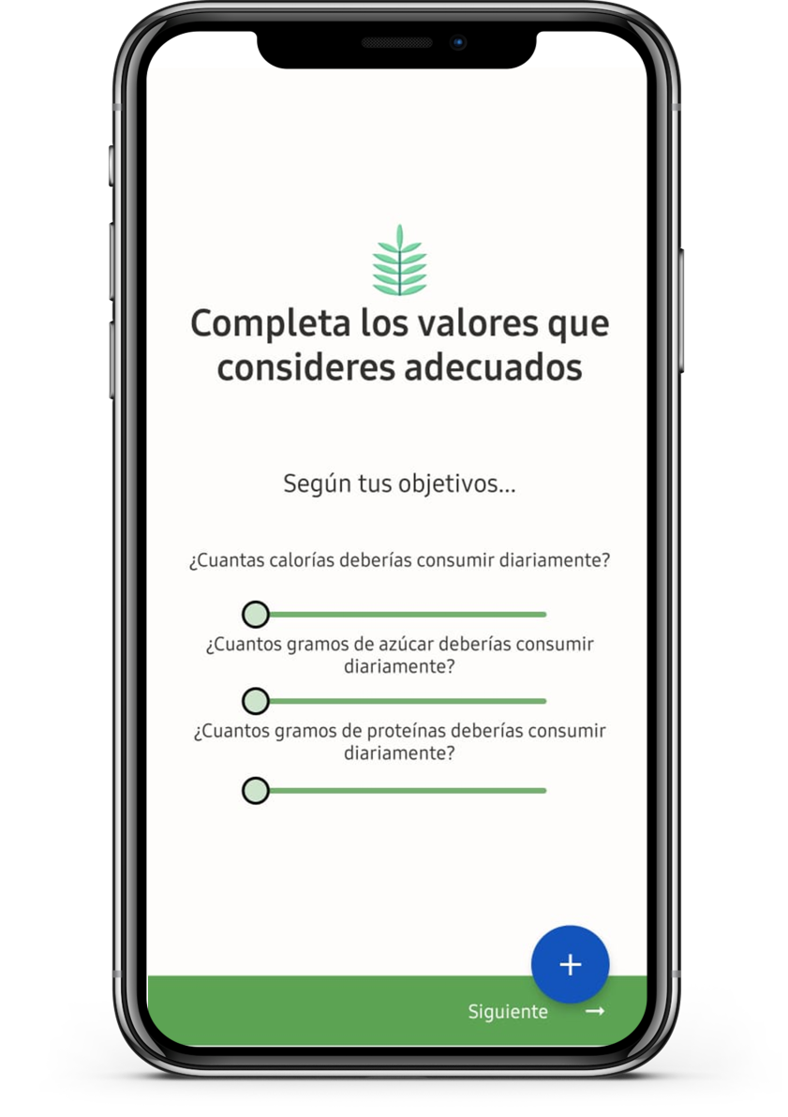 Completa los valores que
consideres adecuados
Según tus objetivos...
¿Cuantas calorías deberías consumir diariamente?
¿Cuantos gramos de azúcar deberías consumir
diariamente?
¿Cuantos gramos de proteínas deberías consumir
diariamente?
+
Siguiente →